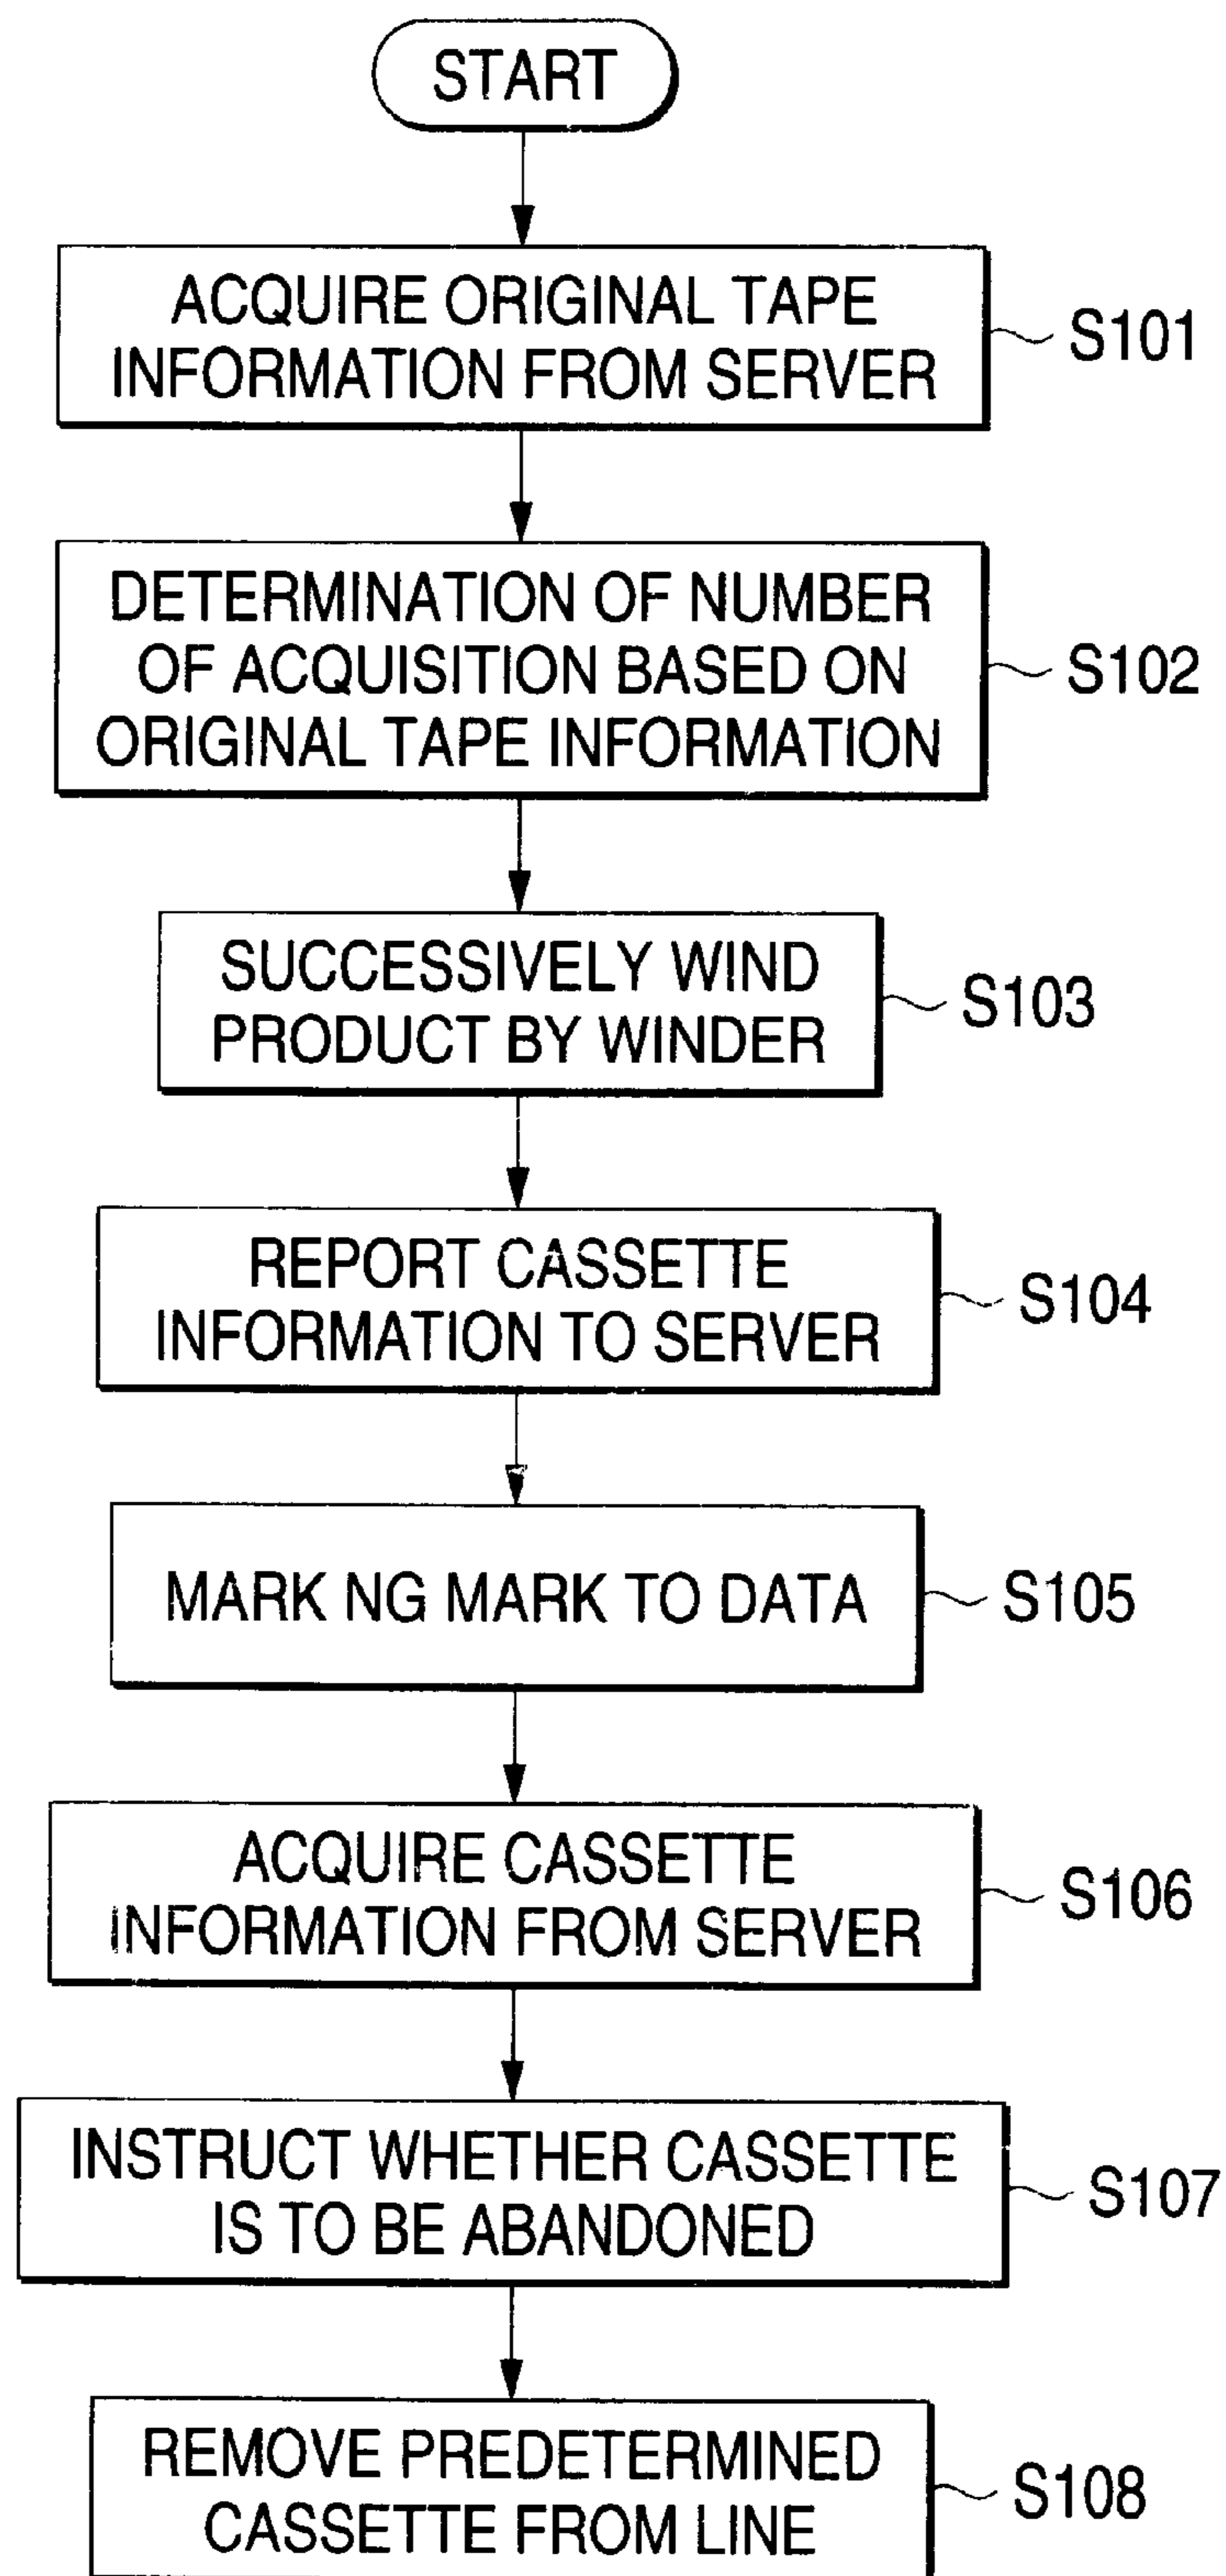 START
ACQUIRE ORIGINAL TAPE
INFORMATION FROM SERVER
S101
DETERMINATION OF NUMBER
OF ACQUISITION BASED ON
ORIGINAL TAPE INFORMATION
S102
SUCCESSIVELY WIND
PRODUCT BY WINDER
S103
REPORT CASSETTE
INFORMATION TO SERVER
S104
MARK NG MARK TO DATA
S105
ACQUIRE CASSETTE
INFORMATION FROM SERVER
S106
INSTRUCT WHETHER CASSETTE
IS TO BE ABANDONED
S107
REMOVE PREDETERMINED
CASSETTE FROM LINE
S108